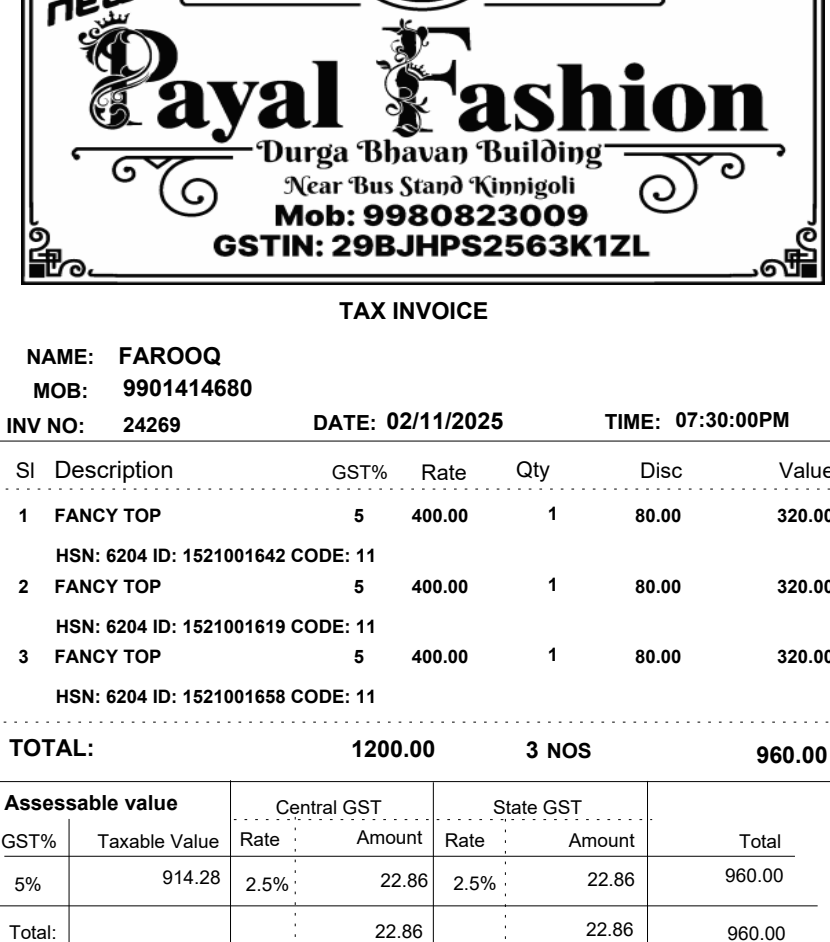 new
Payal Fashion
Durga Bhavan Building
Near Bus Stand Kinnigoli
Mob: 9980823009
GSTIN: 29BJHPS2563K1ZL
TAX INVOICE
NAME: FAROOQ
MOB: 9901414680
INV NO: 24269 DATE: 02/11/2025 TIME: 07:30:00PM
Sl Description GST% Rate Qty Disc Value
1 FANCY TOP 5 400.00 1 80.00 320.00
HSN: 6204 ID: 1521001642 CODE: 11
2 FANCY TOP 5 400.00 1 80.00 320.00
HSN: 6204 ID: 1521001619 CODE: 11
3 FANCY TOP 5 400.00 1 80.00 320.00
HSN: 6204 ID: 1521001658 CODE: 11
TOTAL: 1200.00 3 NOS 960.00
Assessable value Central GST State GST
GST% Taxable Value Rate Amount Rate Amount Total
5% 914.28 2.5% 22.86 2.5% 22.86 960.00
Total: 22.86 22.86 960.00